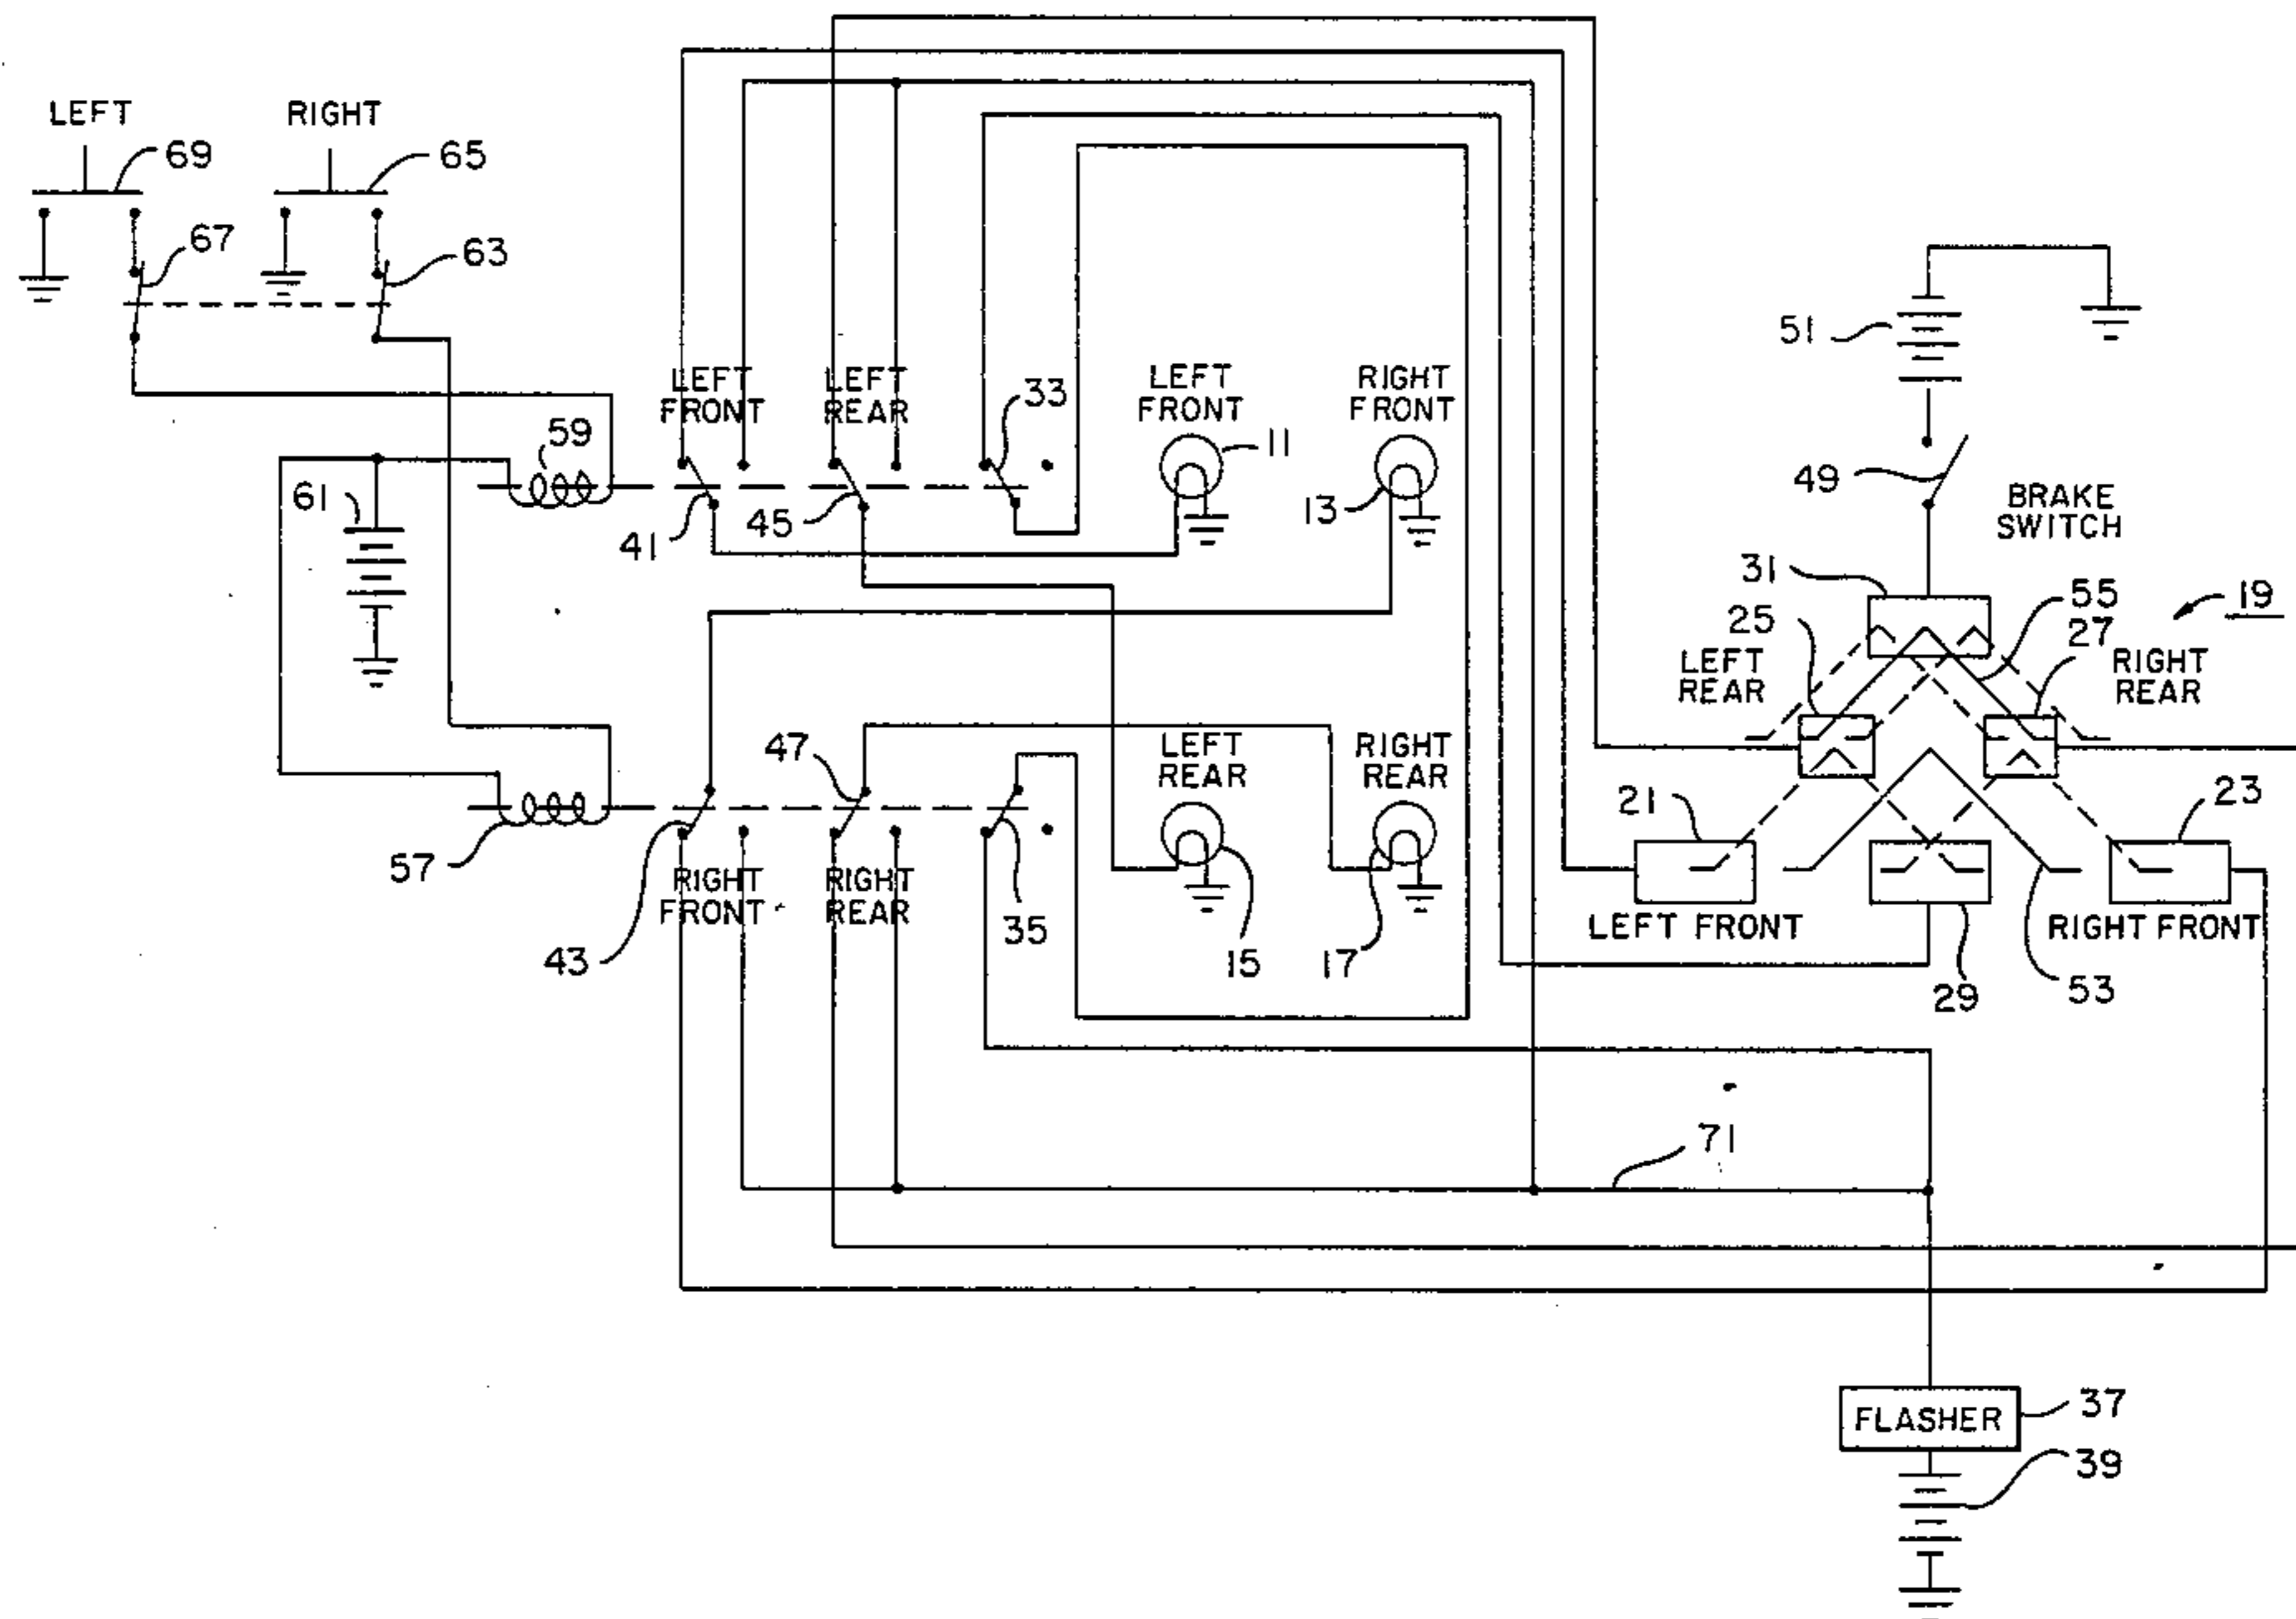 LEFT
RIGHT
69
65
67
63
LEFT
FRONT
LEFT
REAR
33
LEFT
FRONT
RIGHT
FRONT
59
61
41
45
11
13
51
49
BRAKE
SWITCH
31
25
55
27
19
LEFT
REAR
RIGHT
REAR
47
LEFT
REAR
RIGHT
REAR
21
23
57
RIGHT
FRONT
RIGHT
REAR
43
35
15
17
LEFT FRONT
RIGHT FRONT
29
53
71
FLASHER
37
39